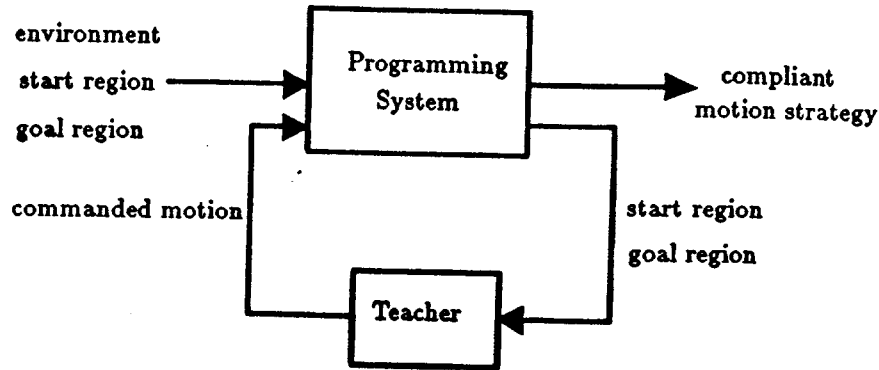 environment
start region
goal region
Programming
System
compliant
motion strategy
commanded motion
start region
goal region
Teacher